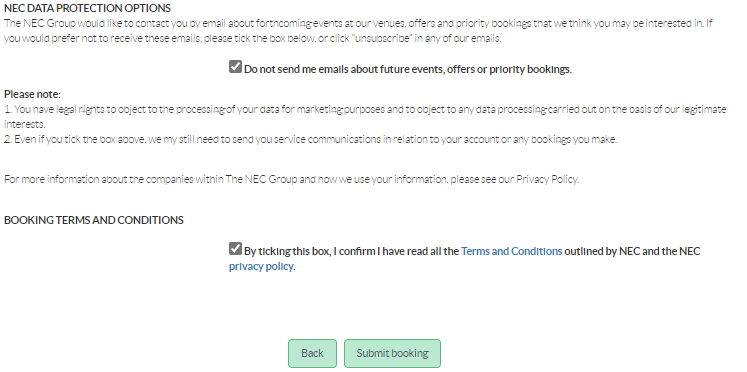 NEC DATA PROTECTION OPTIONS
The NEC Group would like to contact you by email about forthcoming events at our venues, offers and priority bookings that we think you may be interested in. If
you would prefer not to receive these emails, please tick the box below, or click "unsubscribe" in any of our emails.
Do not send me emails about future events, offers or priority bookings.
Please note:
1. You have legal rights to object to the processing of your data for marketing purposes and to object to any data processing carried out on the basis of our legitimate
interests.
2. Even if you tick the box above, we my still need to send you service communications in relation to your account or any bookings you make.
For more information about the companies within The NEC Group and how we use your information, please see our Privacy Policy.
BOOKING TERMS AND CONDITIONS
By ticking this box, I confirm I have read all the Terms and Conditions outlined by NEC and the NEC
privacy policy.
Back Submit booking